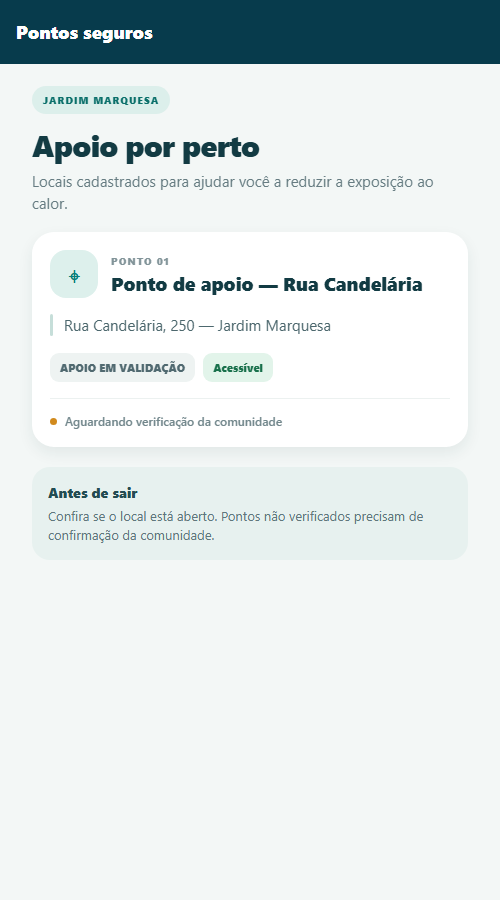 Pontos seguros
JARDIM MARQUESA
Apoio por perto
Locais cadastrados para ajudar você a reduzir a exposição ao
calor.
PONTO 01
Ponto de apoio — Rua Candelária
Rua Candelária, 250 — Jardim Marquesa
APOIO EM VALIDAÇÃO
Acessível
Aguardando verificação da comunidade
Antes de sair
Confira se o local está aberto. Pontos não verificados precisam de
confirmação da comunidade.